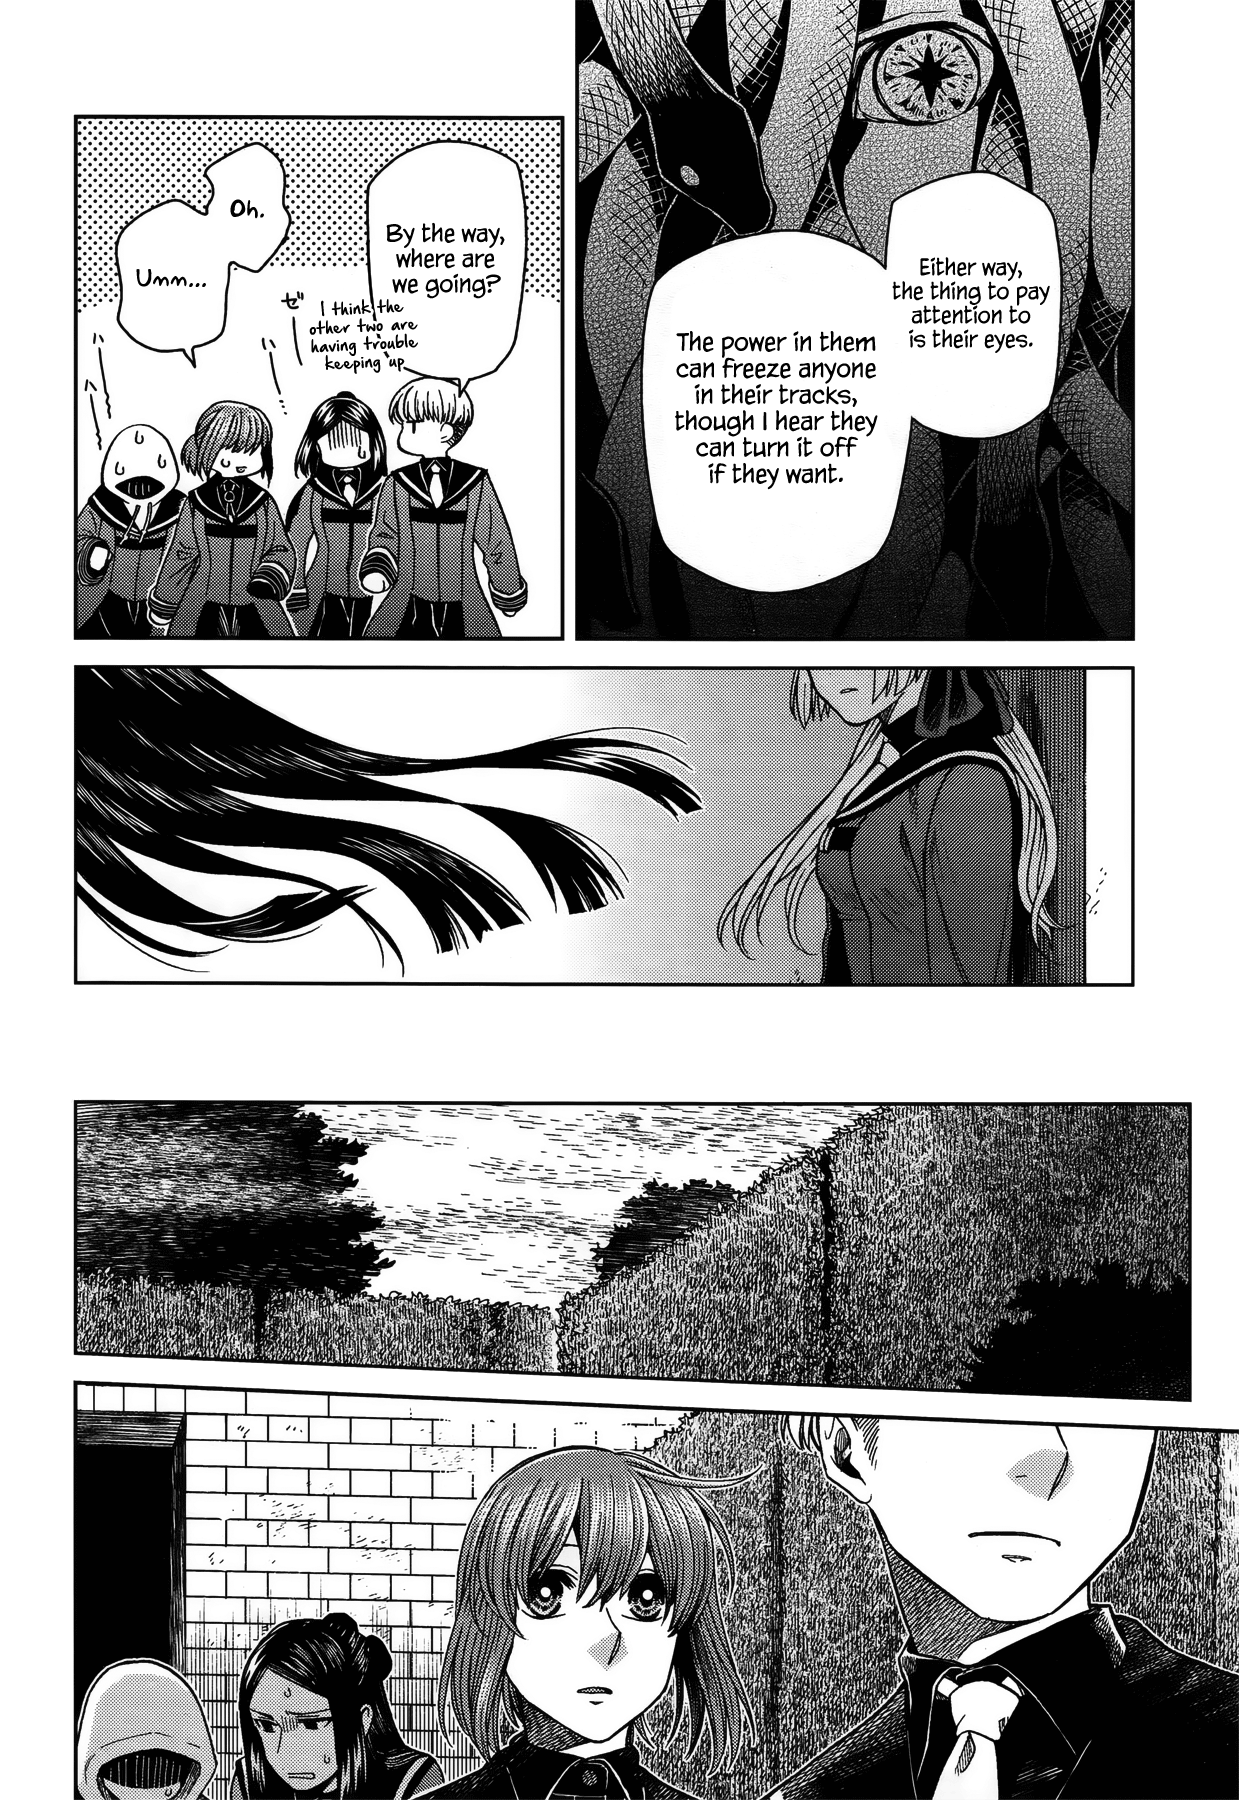 Either way,
the thing to pay
attention to
is their eyes.
The power in them
can freeze anyone
in their tracks,
though I hear they
can turn it off
if they want.
By the way,
where are
we going?
ゼ
I think the
other two are
having trouble
keeping up
Oh.
Umm...